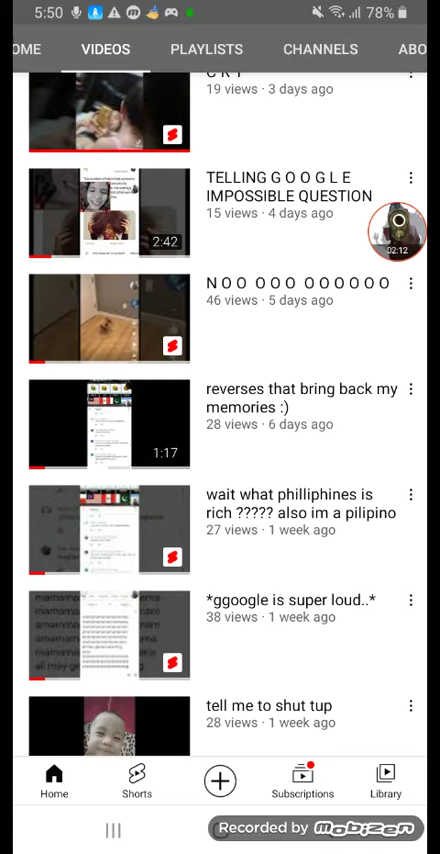 5:50 78%
OME VIDEOS PLAYLISTS CHANNELS ABO
C R Y
19 views · 3 days ago
TELLING G O O G L E
IMPOSSIBLE QUESTION
15 views · 4 days ago
2:42
02:12
N O O O O O O O O O O O
46 views · 5 days ago
reverses that bring back my
memories :)
28 views · 6 days ago
1:17
wait what philliphines is
rich ????? also im a pilipino
27 views · 1 week ago
*ggoogle is super loud..*
38 views · 1 week ago
tell me to shut tup
28 views · 1 week ago
Home Shorts Subscriptions Library
Recorded by Mobizen